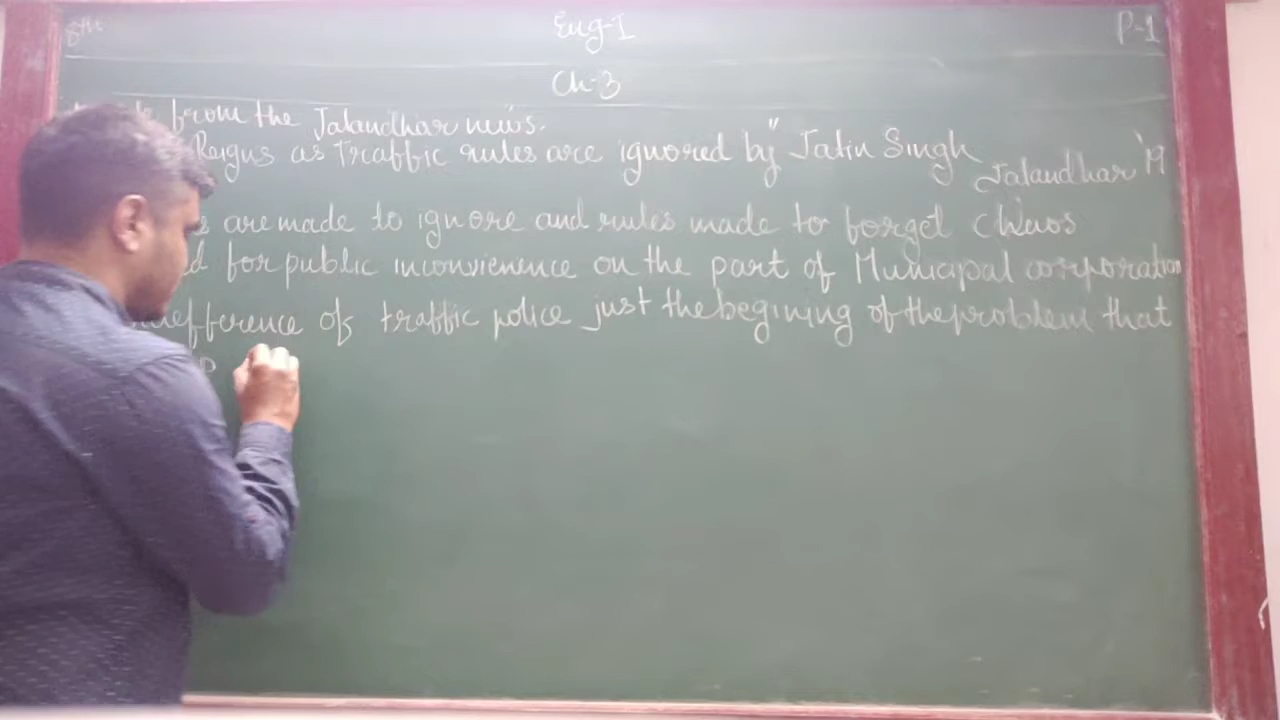 8th Eng-I P-1
Ch-3
from the Jalandhar news.
Reigns as Traffic rules are ignored by" Jatin Singh
Jalandhar 19
are made to ignore and rules made to forget Chaos
for public inconvienence on the part of Municipal corporation
of traffic police just the begining of the problem that